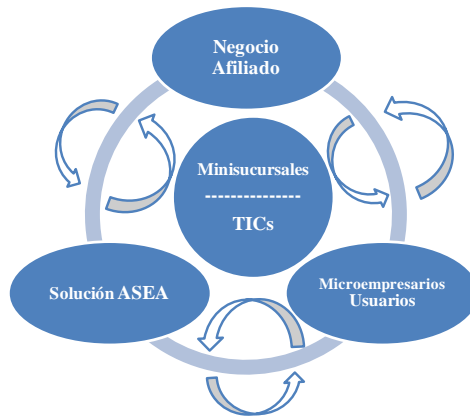 Negocio
Afiliado
Minisucursales
---------------
TICs
Solución ASEA
Microempresarios
Usuarios